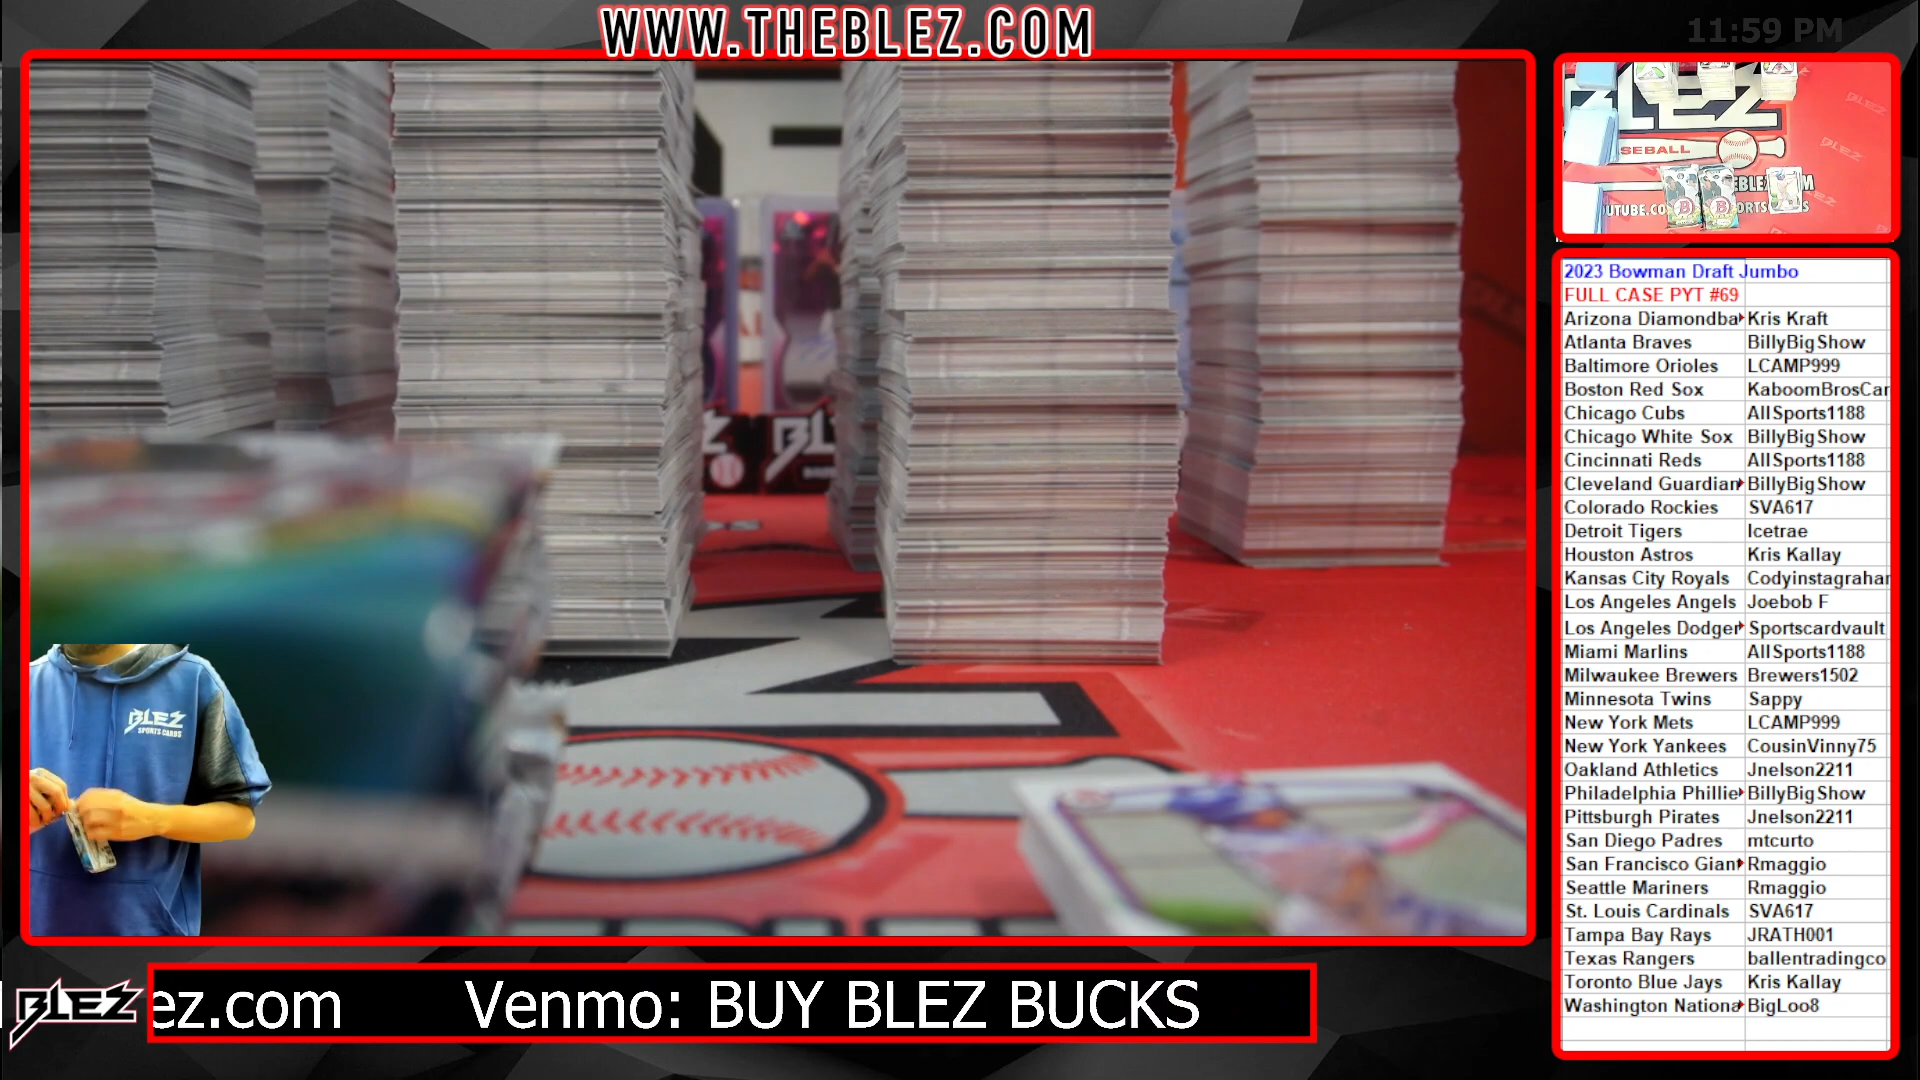 WWW.THEBLEZ.COM
11:59 PM
SEBALL
2023 Bowman Draft Jumbo
FULL CASE PYT #69
Arizona Diamondba Kris Kraft
Atlanta Braves BillyBigShow
Baltimore Orioles LCAMP999
Boston Red Sox KaboomBrosCar
Chicago Cubs AllSports1188
Chicago White Sox BillyBigShow
Cincinnati Reds AllSports1188
Cleveland Guardian BillyBigShow
Colorado Rockies SVA617
Detroit Tigers Icetrae
Houston Astros Kris Kallay
Kansas City Royals Codyinstagrahar
Los Angeles Angels Joebob F
Los Angeles Dodger Sportscardvault
Miami Marlins AllSports1188
Milwaukee Brewers Brewers1502
Minnesota Twins Sappy
New York Mets LCAMP999
New York Yankees CousinVinny75
Oakland Athletics Jnelson2211
Philadelphia Phillie BillyBigShow
Pittsburgh Pirates Jnelson2211
San Diego Padres mtcurto
San Francisco Giant Rmaggio
Seattle Mariners Rmaggio
St. Louis Cardinals SVA617
Tampa Bay Rays JRATH001
Texas Rangers ballentradingco
Toronto Blue Jays Kris Kallay
Washington Nationa BigLoo8
BLEZ
SPORTS CARDS
BLEZ
ez.com Venmo: BUY BLEZ BUCKS